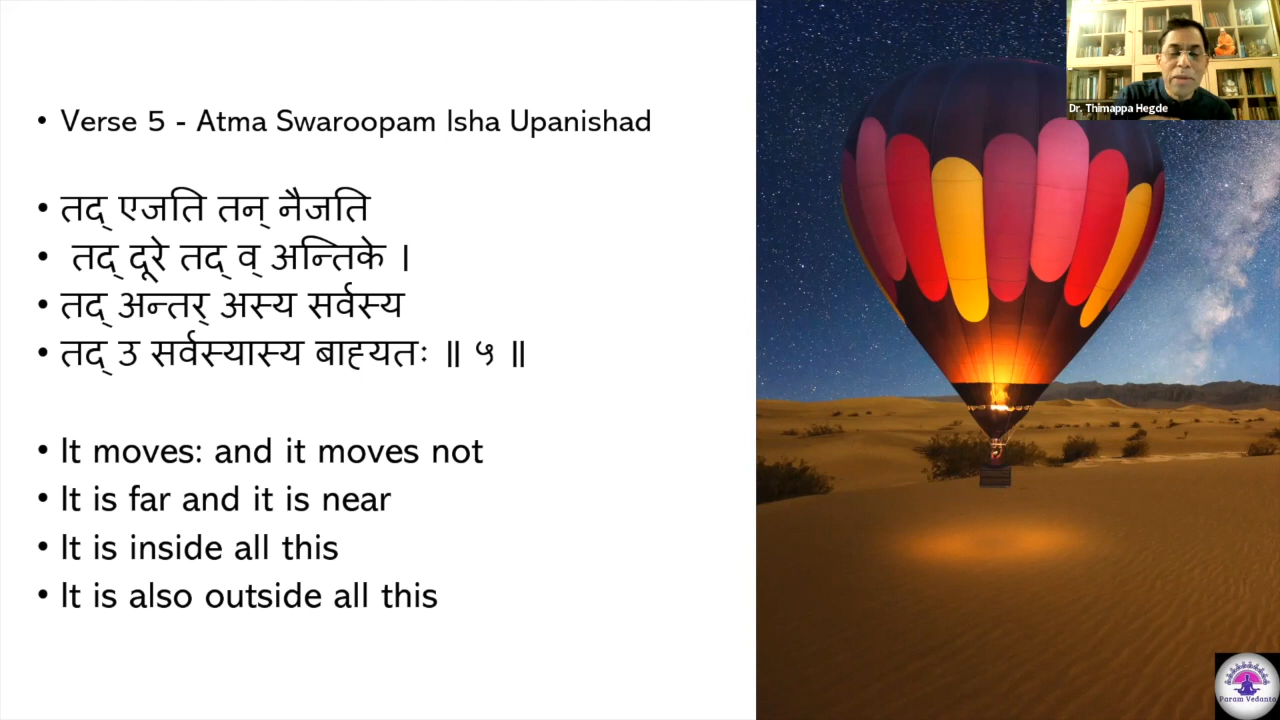 • Verse 5 - Atma Swaroopam Isha Upanishad
• तद् एजति तन् नैजति
• तद् दूरे तद् व् अन्तिके ।
• तद् अन्तर् अस्य सर्वस्य
• तद् उ सर्वस्यास्य बाह्यतः ॥ ५ ॥
• It moves: and it moves not
• It is far and it is near
• It is inside all this
• It is also outside all this
Dr. Thimappa Hegde
Param Vedanta